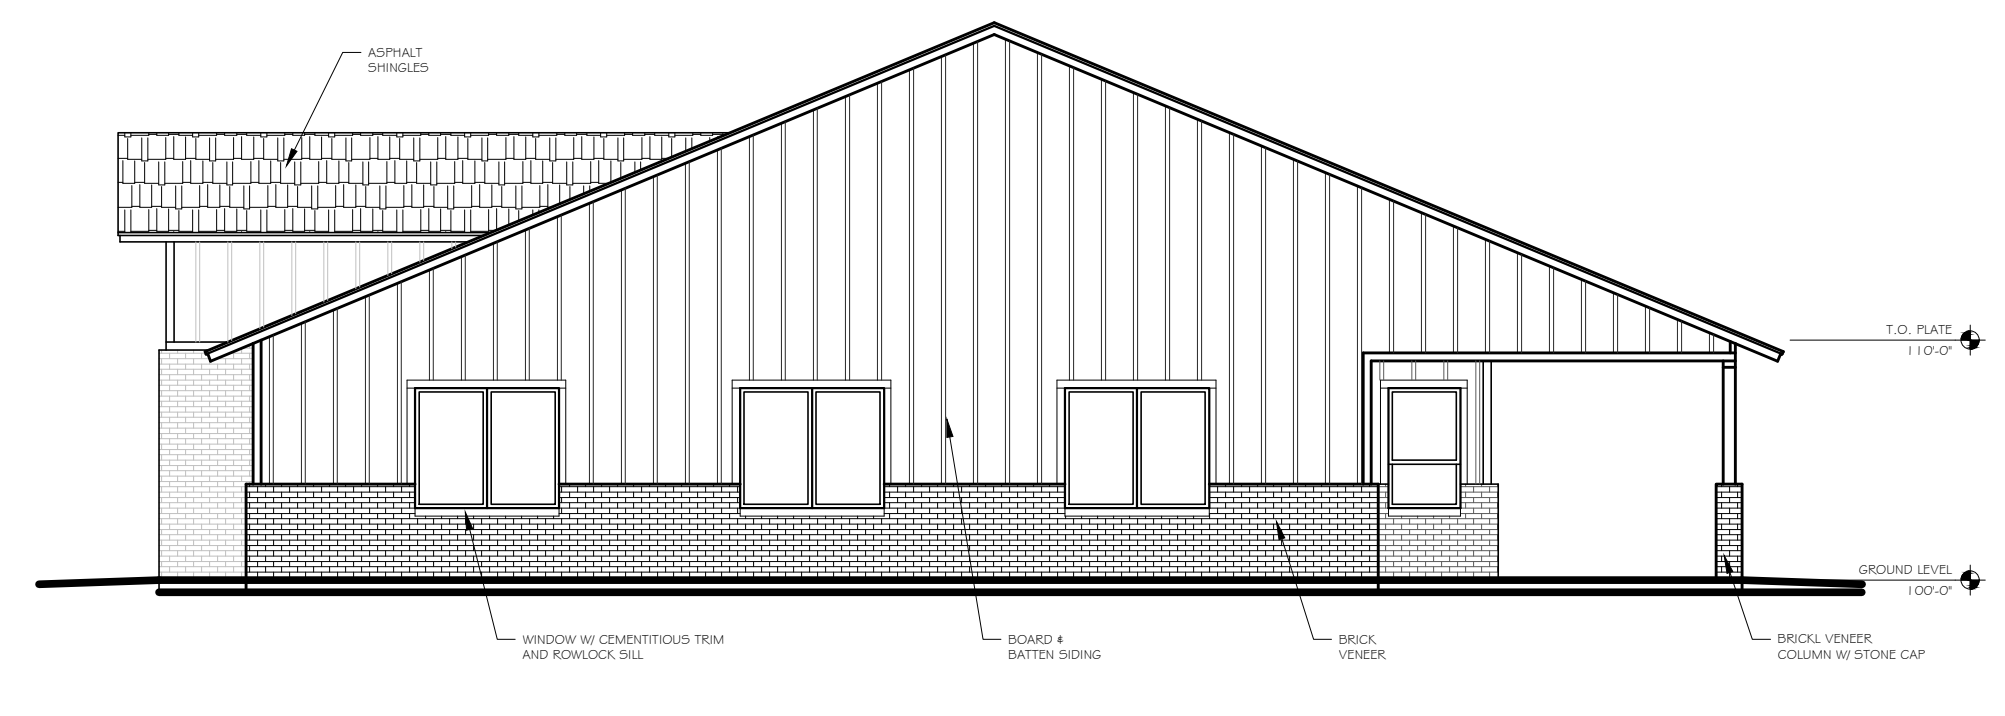 ASPHALT
SHINGLES
T.O. PLATE
110'-0"
GROUND LEVEL
100'-0"
WINDOW W/ CEMENTITIOUS TRIM
AND ROWLOCK SILL
BOARD &
BATTEN SIDING
BRICK
VENEER
BRICKL VENEER
COLUMN W/ STONE CAP